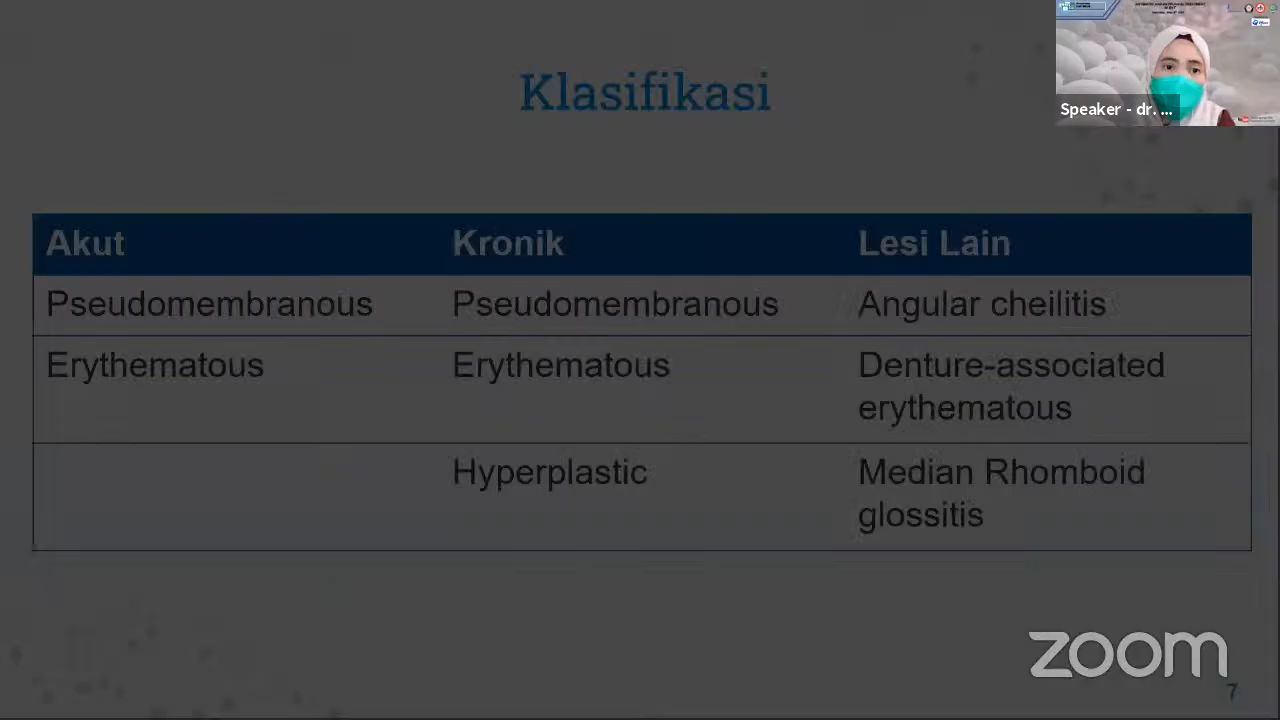 Klasifikasi
Speaker - dr. ...
Akut Kronik Lesi Lain
Pseudomembranous Pseudomembranous Angular cheilitis
Erythematous Erythematous Denture-associated
erythematous
Hyperplastic Median Rhomboid
glossitis
zoom
7